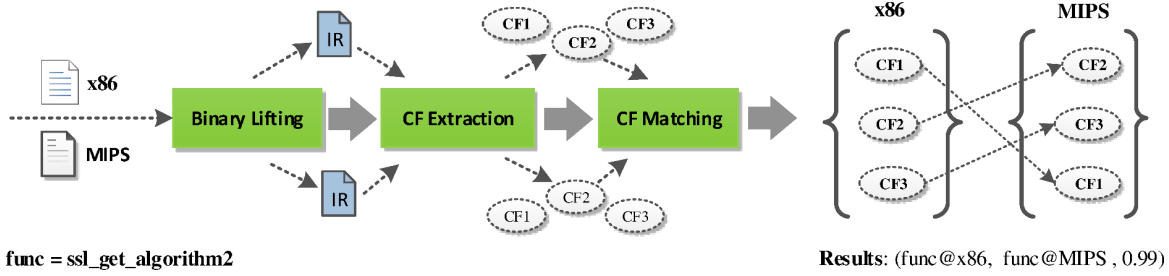 x86
MIPS
Binary Lifting
IR
IR
CF Extraction
CF1
CF2
CF3
CF1
CF2
CF3
CF Matching
x86
CF1
CF2
CF3
MIPS
CF2
CF3
CF1
func = ssl_get_algorithm2
Results: (func@x86, func@MIPS , 0.99)